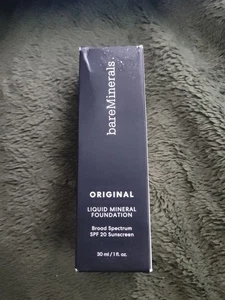 bareMinerals.
ORIGINAL
LIQUID MINERAL
FOUNDATION
Broad Spectrum
SPF 20 Sunscreen
30 ml / 1 fl. oz.